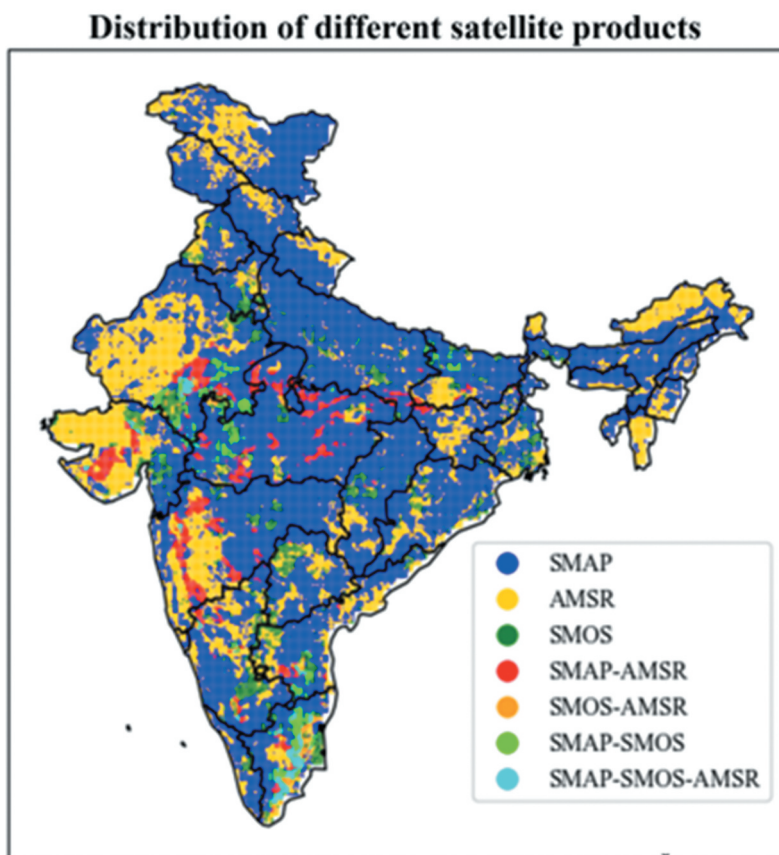 Distribution of different satellite products
SMAP
AMSR
SMOS
SMAP-AMSR
SMOS-AMSR
SMAP-SMOS
SMAP-SMOS-AMSR